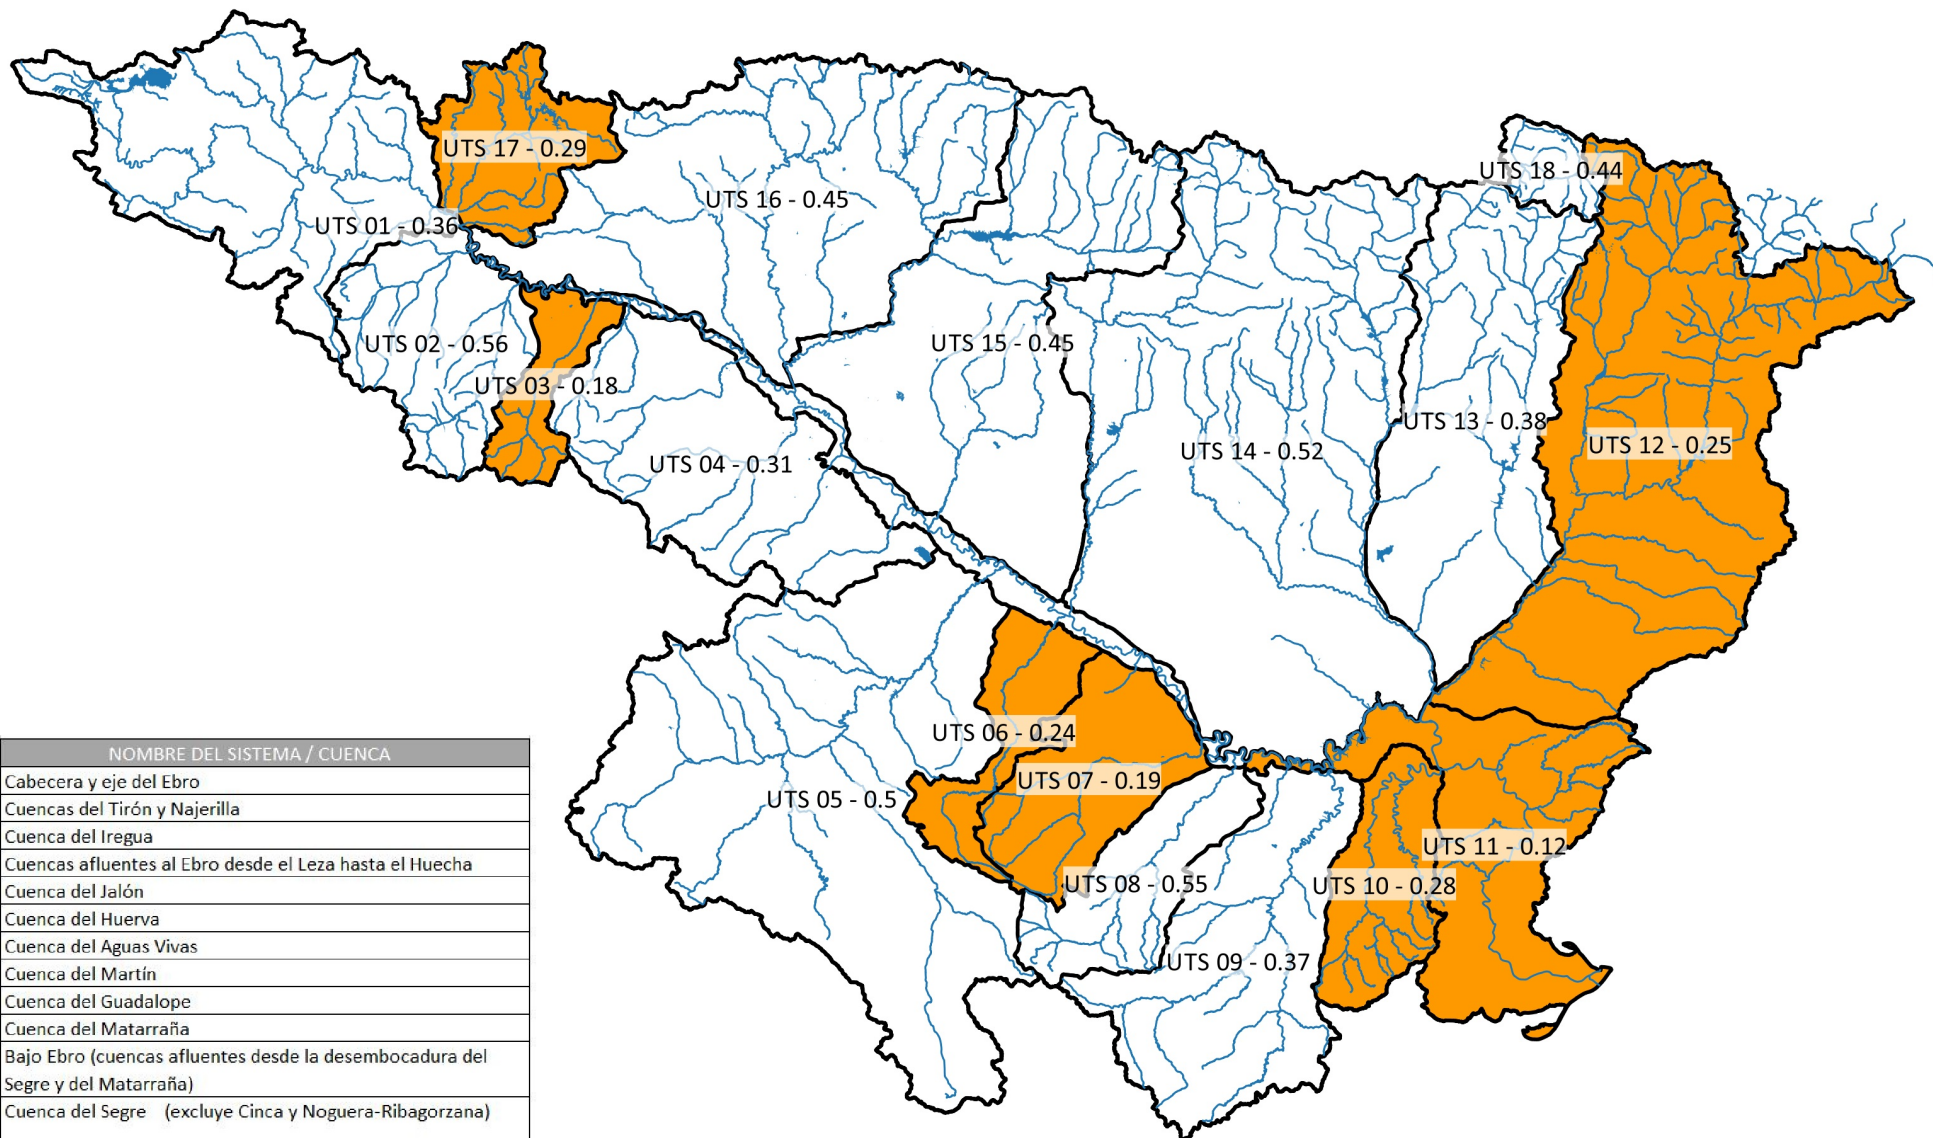 UTS 17 - 0.29
UTS 18 - 0.44
UTS 16 - 0.45
UTS 01 - 0.36
UTS 02 - 0.56
UTS 15 - 0.45
UTS 03 - 0.18
UTS 13 - 0.38
UTS 12 - 0.25
UTS 14 - 0.52
UTS 04 - 0.31
UTS 06 - 0.24
UTS 07 - 0.19
UTS 05 - 0.5
UTS 11 - 0.12
UTS 08 - 0.55
UTS 10 - 0.28
UTS 09 - 0.37
NOMBRE DEL SISTEMA / CUENCA
Cabecera y eje del Ebro
Cuencas del Tirón y Najerilla
Cuenca del Iregua
Cuencas afluentes al Ebro desde el Leza hasta el Huecha
Cuenca del Jalón
Cuenca del Huerva
Cuenca del Aguas Vivas
Cuenca del Martín
Cuenca del Guadalope
Cuenca del Matarraña
Bajo Ebro (cuencas afluentes desde la desembocadura del
Segre y del Matarraña)
Cuenca del Segre (excluye Cinca y Noguera-Ribagorzana)